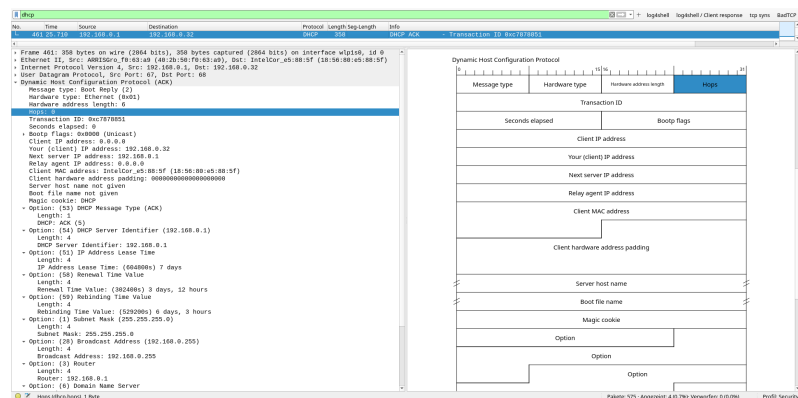 dhcp
+ log4shell log4shell / Client response tcp syns BadTCP
No. Time Source Destination Protocol Length Seg-Length Info
461 25.710 192.168.0.1 192.168.0.32 DHCP 358 DHCP ACK - Transaction ID 0xc7878851
Frame 461: 358 bytes on wire (2864 bits), 358 bytes captured (2864 bits) on interface wlp1s0, id 0
Ethernet II, Src: ARRISGro_f0:63:a9 (40:2b:50:f0:63:a9), Dst: IntelCor_e5:88:5f (18:56:80:e5:88:5f)
Internet Protocol Version 4, Src: 192.168.0.1, Dst: 192.168.0.32
User Datagram Protocol, Src Port: 67, Dst Port: 68
Dynamic Host Configuration Protocol (ACK)
Message type: Boot Reply (2)
Hardware type: Ethernet (0x01)
Hardware address length: 6
Hops: 0
Transaction ID: 0xc7878851
Seconds elapsed: 0
Bootp flags: 0x0000 (Unicast)
Client IP address: 0.0.0.0
Your (client) IP address: 192.168.0.32
Next server IP address: 192.168.0.1
Relay agent IP address: 0.0.0.0
Client MAC address: IntelCor_e5:88:5f (18:56:80:e5:88:5f)
Client hardware address padding: 00000000000000000000
Server host name not given
Boot file name not given
Magic cookie: DHCP
Option: (53) DHCP Message Type (ACK)
Length: 1
DHCP: ACK (5)
Option: (54) DHCP Server Identifier (192.168.0.1)
Length: 4
DHCP Server Identifier: 192.168.0.1
Option: (51) IP Address Lease Time
Length: 4
IP Address Lease Time: (604800s) 7 days
Option: (58) Renewal Time Value
Length: 4
Renewal Time Value: (302400s) 3 days, 12 hours
Option: (59) Rebinding Time Value
Length: 4
Rebinding Time Value: (529200s) 6 days, 3 hours
Option: (1) Subnet Mask (255.255.255.0)
Length: 4
Subnet Mask: 255.255.255.0
Option: (28) Broadcast Address (192.168.0.255)
Length: 4
Broadcast Address: 192.168.0.255
Option: (3) Router
Length: 4
Router: 192.168.0.1
Option: (6) Domain Name Server
Dynamic Host Configuration Protocol
0 15 16 31
Message type Hardware type Hardware address length Hops
Transaction ID
Seconds elapsed Bootp flags
Client IP address
Your (client) IP address
Next server IP address
Relay agent IP address
Client MAC address
Client hardware address padding
Server host name
Boot file name
Magic cookie
Option
Option
Option
Hops (dhcp.hops), 1 Byte Pakete: 575 · Angezeigt: 4 (0.7%) · Verworfen: 0 (0.0%) Profil: Security